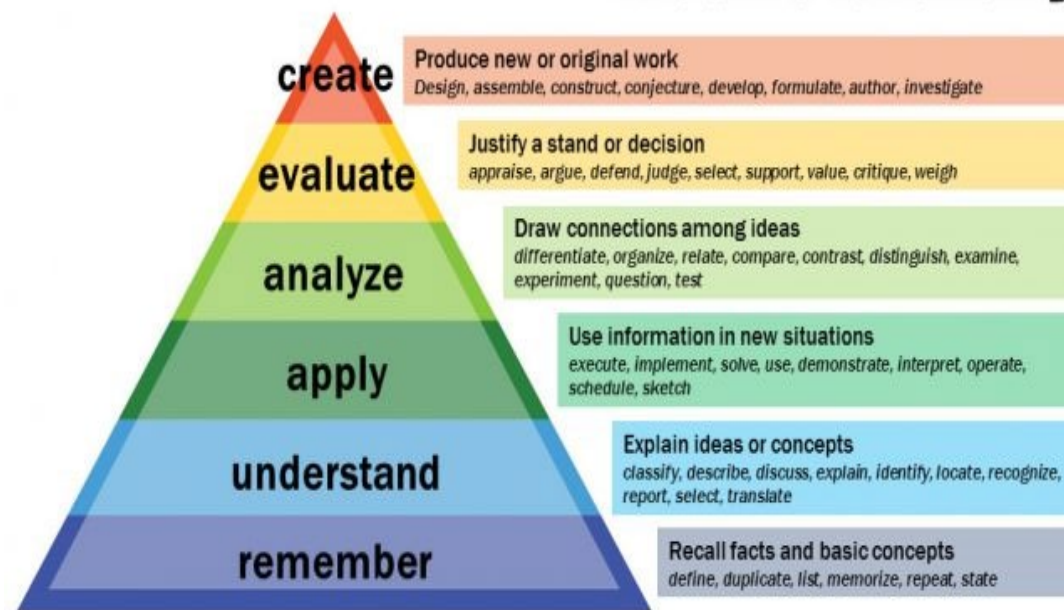 create
Produce new or original work
Design, assemble, construct, conjecture, develop, formulate, author, investigate
evaluate
Justify a stand or decision
appraise, argue, defend, judge, select, support, value, critique, weigh
analyze
Draw connections among ideas
differentiate, organize, relate, compare, contrast, distinguish, examine,
experiment, question, test
apply
Use information in new situations
execute, implement, solve, use, demonstrate, interpret, operate,
schedule, sketch
understand
Explain ideas or concepts
classify, describe, discuss, explain, identify, locate, recognize,
report, select, translate
remember
Recall facts and basic concepts
define, duplicate, list, memorize, repeat, state